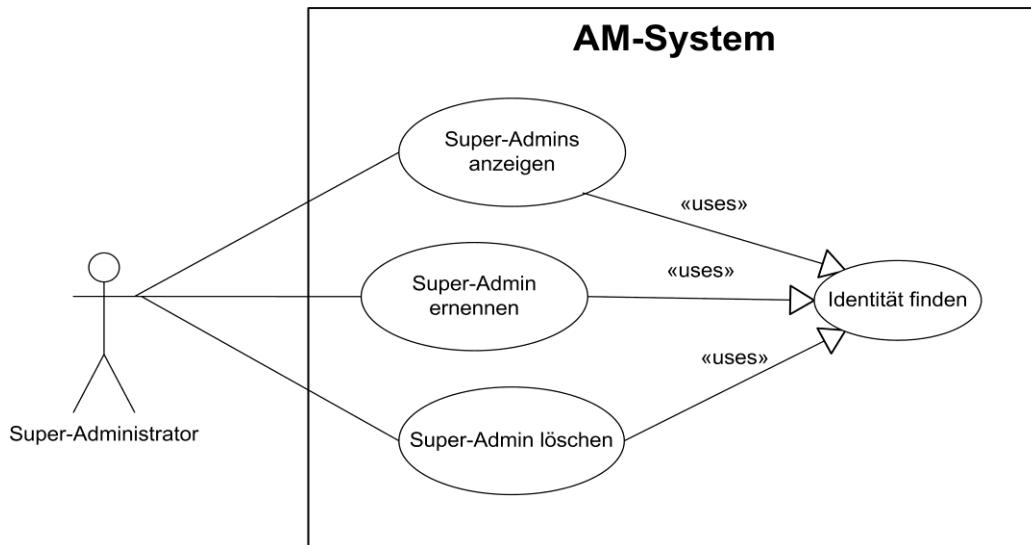 AM-System
Super-Admins
anzeigen
«uses»
Super-Admin
ernennen
«uses»
Identität finden
«uses»
Super-Admin löschen
Super-Administrator